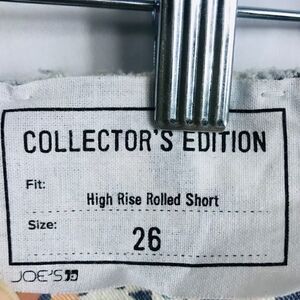 COLLECTOR'S EDITION
Fit:
High Rise Rolled Short
Size:
26
JOE'S